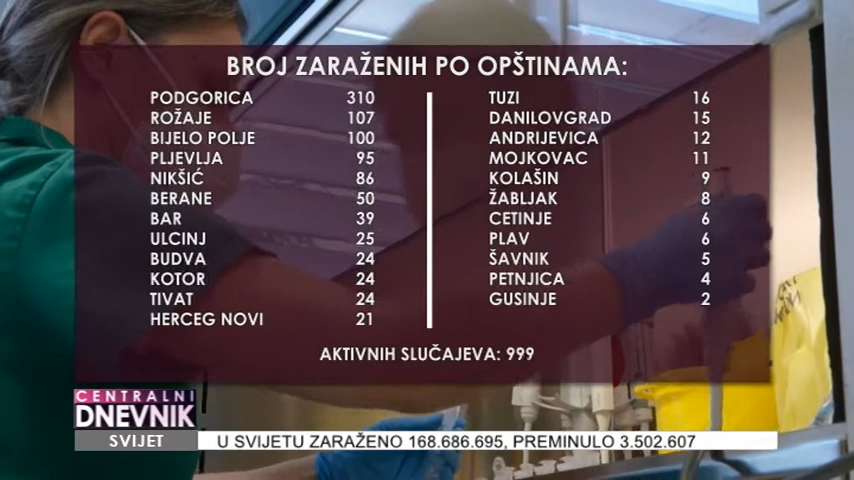 BROJ ZARAŽENIH PO OPŠTINAMA:
PODGORICA 310
ROŽAJE 107
BIJELO POLJE 100
PLJEVLJA 95
NIKŠIĆ 86
BERANE 50
BAR 39
ULCINJ 25
BUDVA 24
KOTOR 24
TIVAT 24
HERCEG NOVI 21
TUZI 16
DANILOVGRAD 15
ANDRIJEVICA 12
MOJKOVAC 11
KOLAŠIN 9
ŽABLJAK 8
CETINJE 6
PLAV 6
ŠAVNIK 5
PETNJICA 4
GUSINJE 2
AKTIVNIH SLUČAJEVA: 999
CENTRALNI
DNEVNIK
SVIJET
U SVIJETU ZARAŽENO 168.686.695, PREMINULO 3.502.607